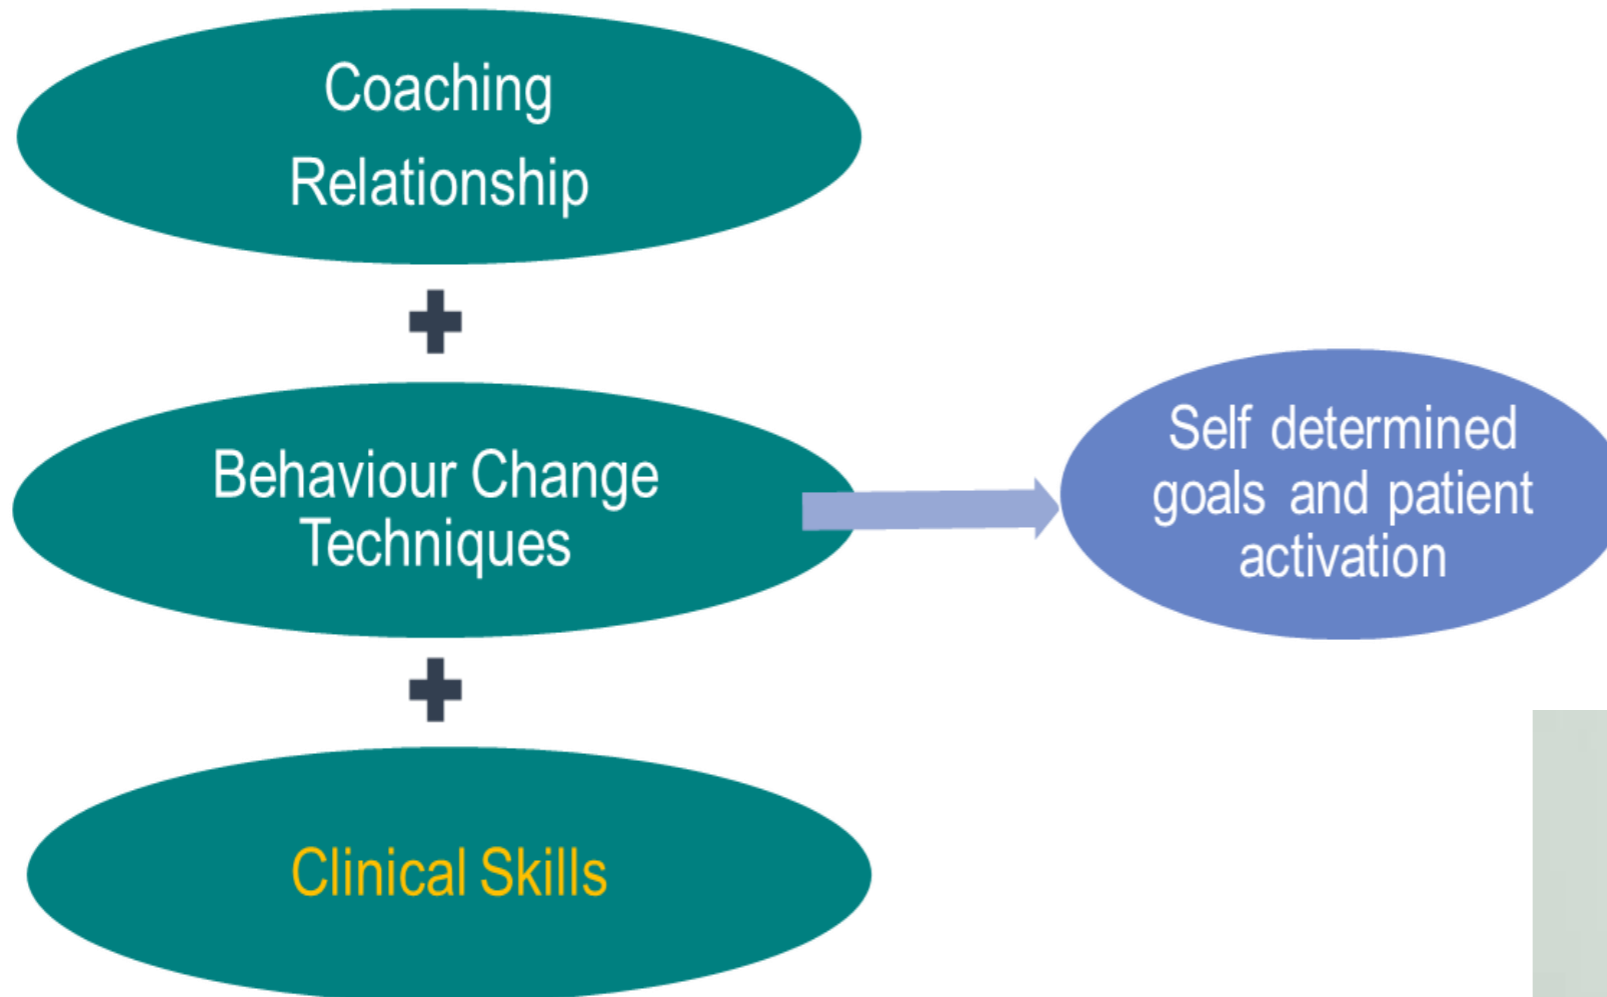 Coaching
Relationship
Behaviour Change
Techniques
Self determined
goals and patient
activation
Clinical Skills